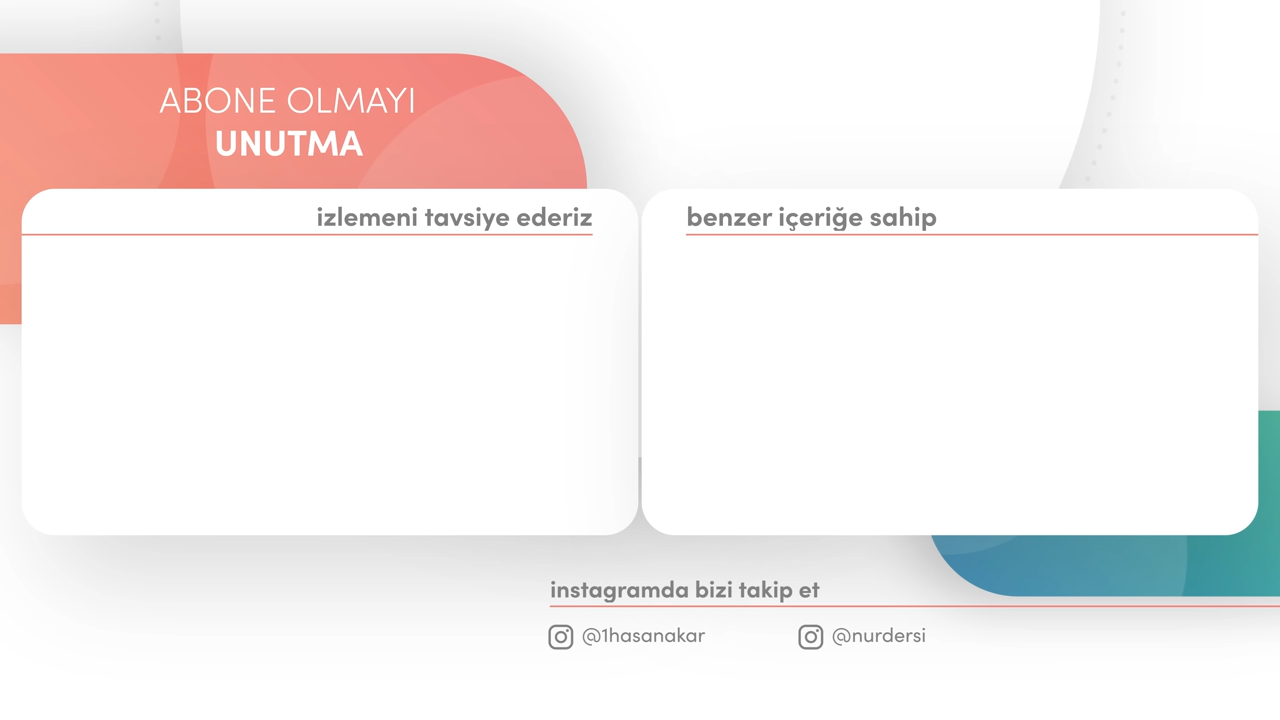 ABONE OLMAYI
UNUTMA
izlemeni tavsiye ederiz
benzer içeriğe sahip
instagramda bizi takip et
@1hasanakar
@nurdersi